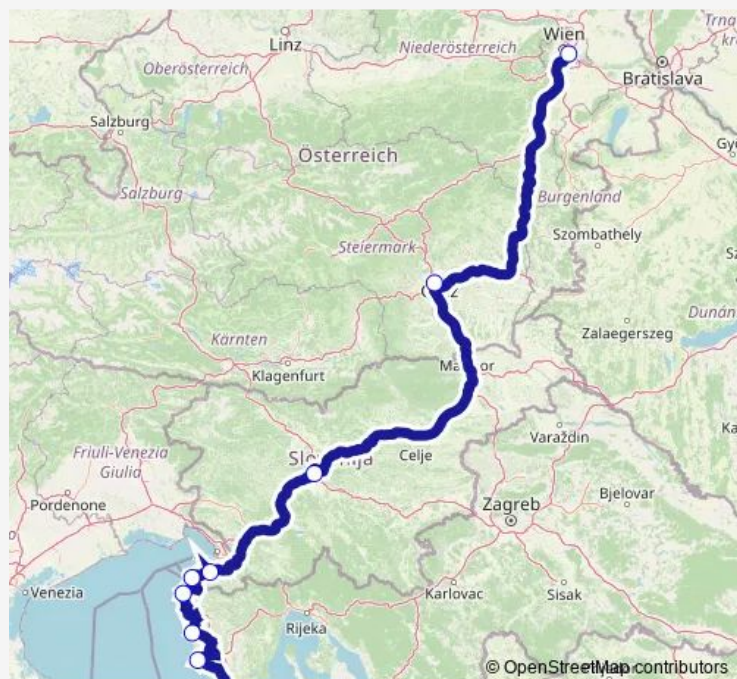 Linz
Wien
Niederösterreich
Oberösterreich
Bratislava
Salzburg
Österreich
Salzburg
Burgenland
Szombathely
Steiermark
Zalaegerszeg
Kärnten
Klagenfurt
Varaždin
Friuli-Venezia
Giulia
Celje
Pordenone
Zagreb
Bjelovar
Venezia
Karlovac
Sisak
Rijeka
© OpenStreetMap contributors